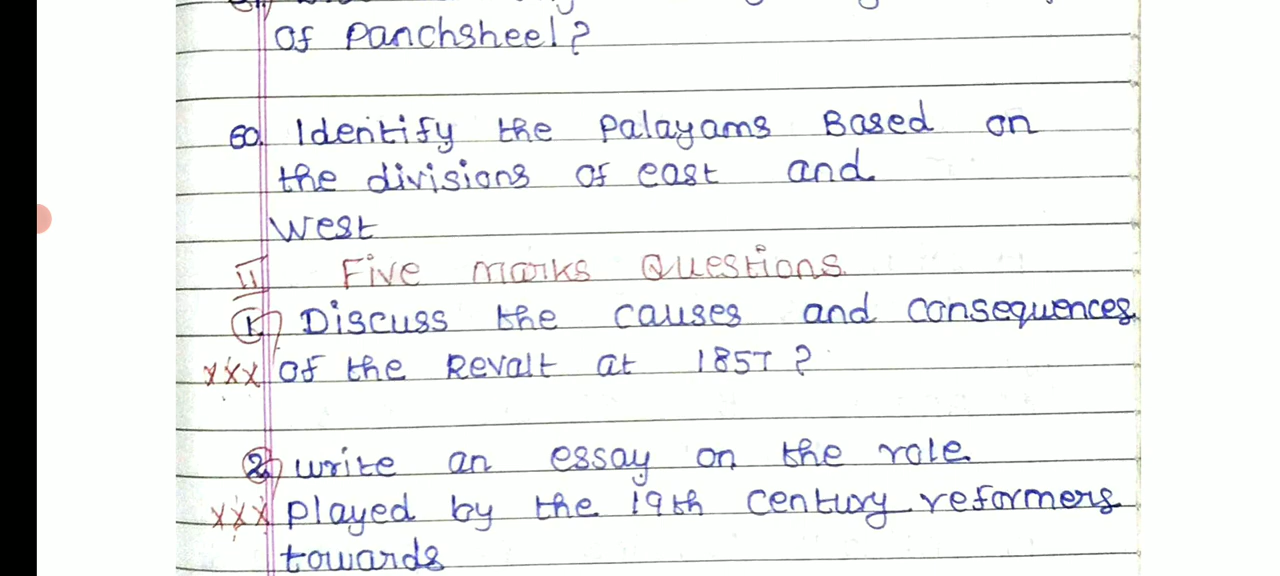 of Panchsheel?
60. Identify the Palayams Based on
the divisions of east and
West
II Five marks Questions
1. Discuss the causes and consequences
xxx of the Revalt at 1857?
2. write an essay on the role
xxx Played by the 19th century reformers
towards